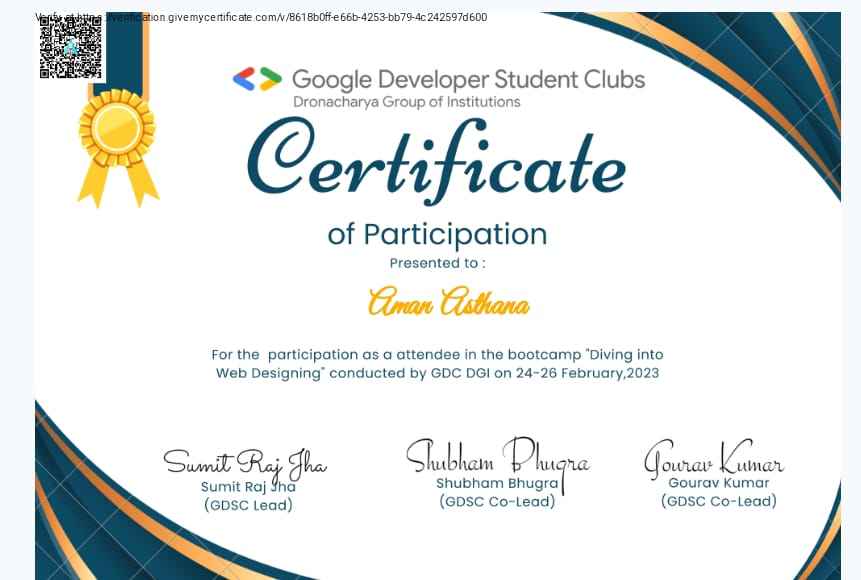 Verify at https://verification.givemycertificate.com/v/8618b0ff-e66b-4253-bb79-4c242597d600
Google Developer Student Clubs
Dronacharya Group of Institutions
Certificate
of Participation
Presented to :
Aman Asthana
For the participation as a attendee in the bootcamp "Diving into
Web Designing" conducted by GDC DGI on 24-26 February,2023
Sumit Raj Jha Shubham Bhugra Gourav Kumar
Sumit Raj Jha Shubham Bhugra Gourav Kumar
(GDSC Lead) (GDSC Co-Lead) (GDSC Co-Lead)